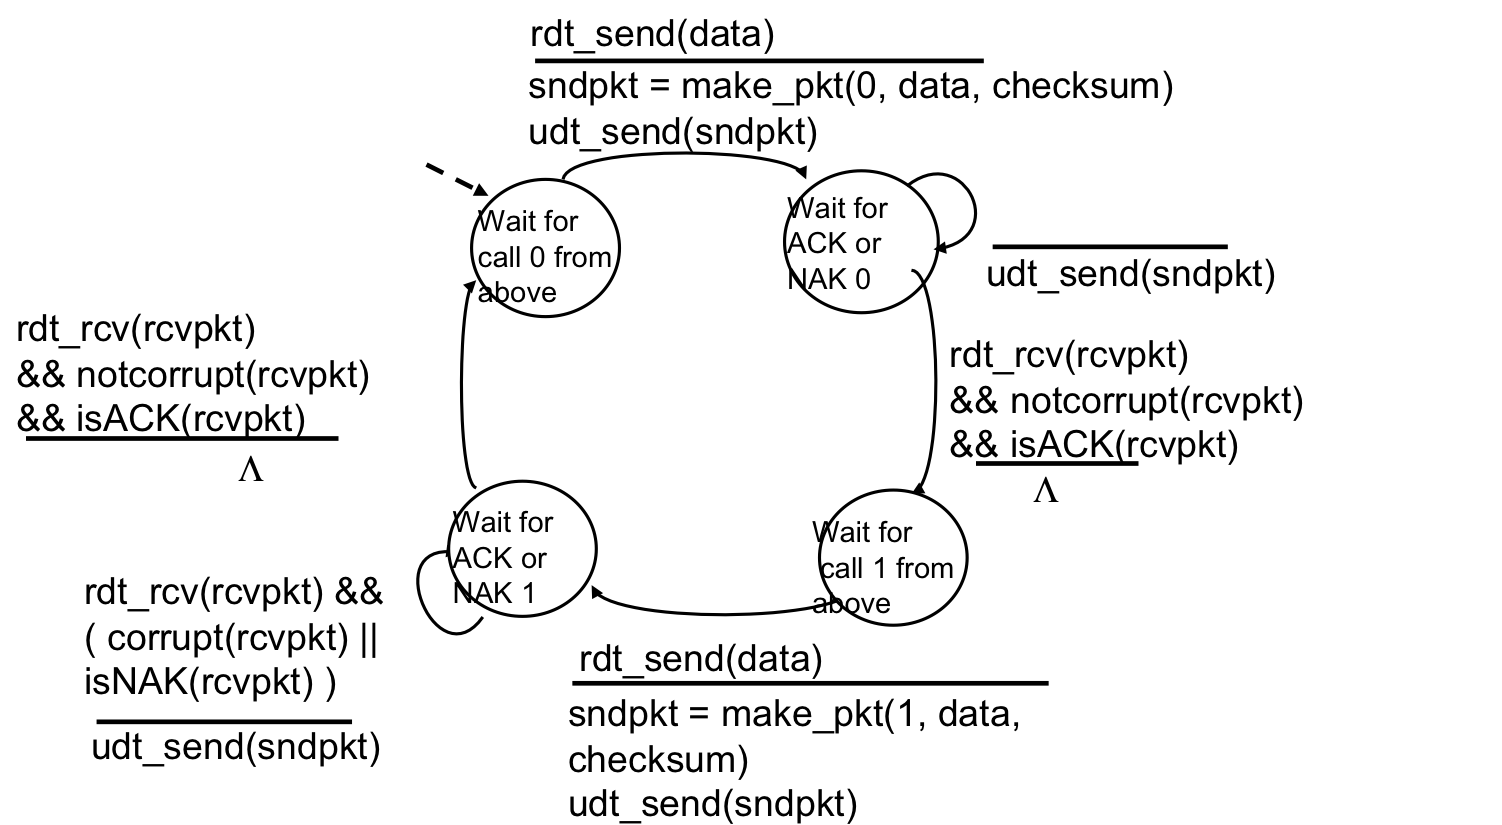 rdt_send(data)
sndpkt = make_pkt(0, data, checksum)
udt_send(sndpkt)
Wait for
call 0 from
above
Wait for
ACK or
NAK 0
udt_send(sndpkt)
rdt_rcv(rcvpkt)
&& notcorrupt(rcvpkt)
&& isACK(rcvpkt)
Λ
rdt_rcv(rcvpkt)
&& notcorrupt(rcvpkt)
&& isACK(rcvpkt)
Λ
Wait for
ACK or
NAK 1
Wait for
call 1 from
above
rdt_rcv(rcvpkt) &&
( corrupt(rcvpkt) ||
isNAK(rcvpkt) )
udt_send(sndpkt)
rdt_send(data)
sndpkt = make_pkt(1, data,
checksum)
udt_send(sndpkt)